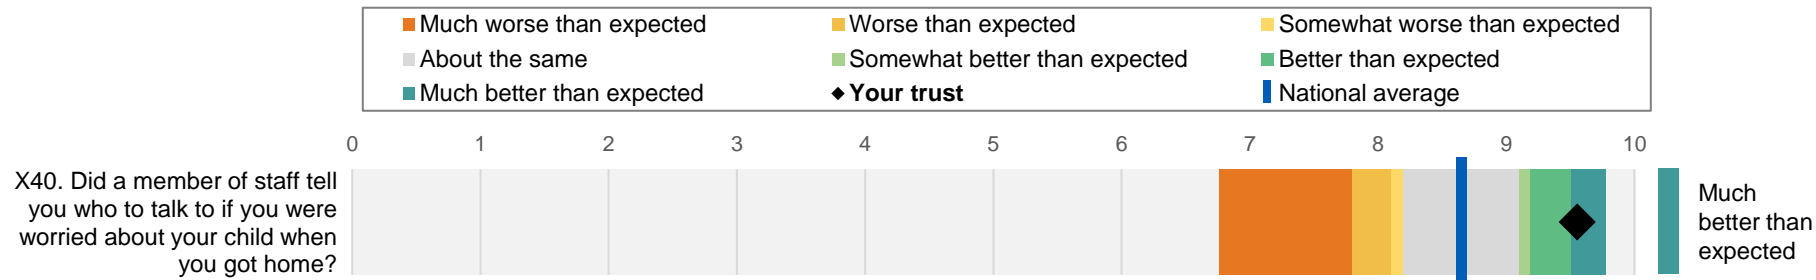 Much worse than expected
Worse than expected
Somewhat worse than expected
About the same
Somewhat better than expected
Better than expected
Much better than expected
Your trust
National average
0 1 2 3 4 5 6 7 8 9 10
X40. Did a member of staff tell
you who to talk to if you were
worried about your child when
you got home?
Much
better than
expected